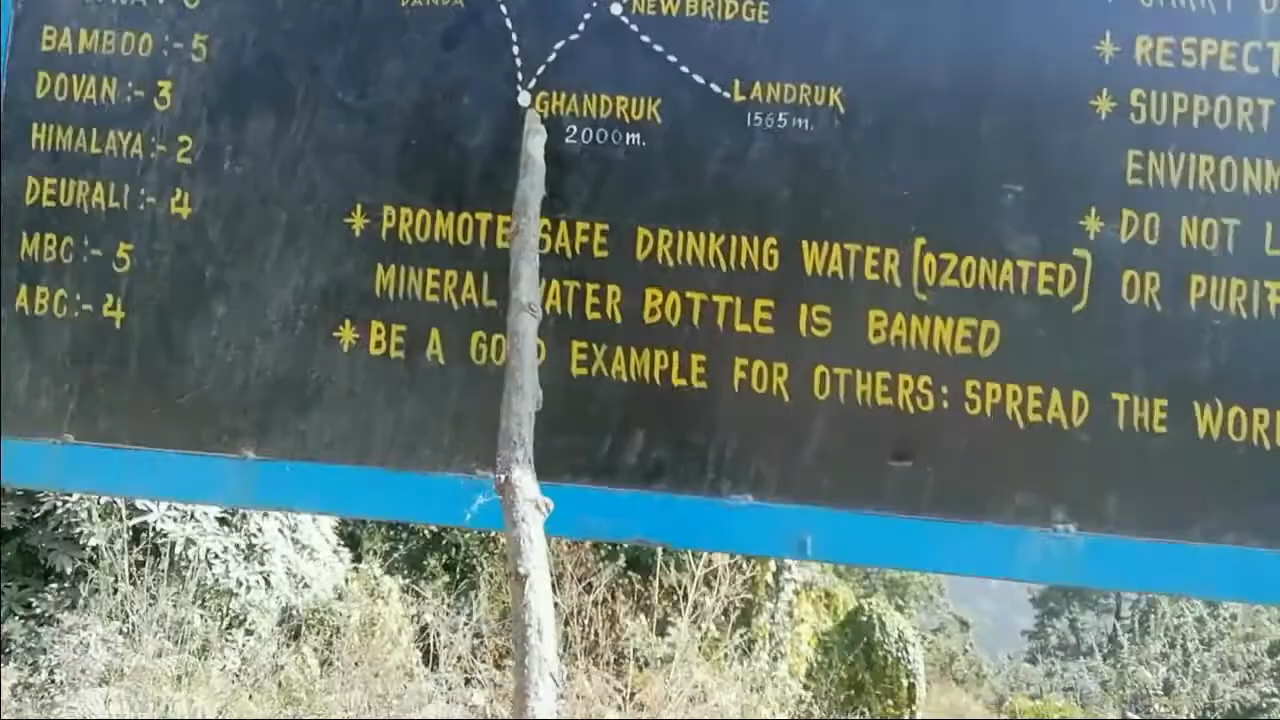 DANDA
NEWBRIDGE
BAMBOO :- 5
DOVAN :- 3
HIMALAYA :- 2
DEURALI :- 4
MBC :- 5
ABC :- 4
GHANDRUK
2000m.
LANDRUK
1565m.
* RESPECT
* SUPPORT
ENVIRONM
* DO NOT L
* PROMOTE SAFE DRINKING WATER [OZONATED] OR PURIF
MINERAL WATER BOTTLE IS BANNED
* BE A GOOD EXAMPLE FOR OTHERS: SPREAD THE WOR